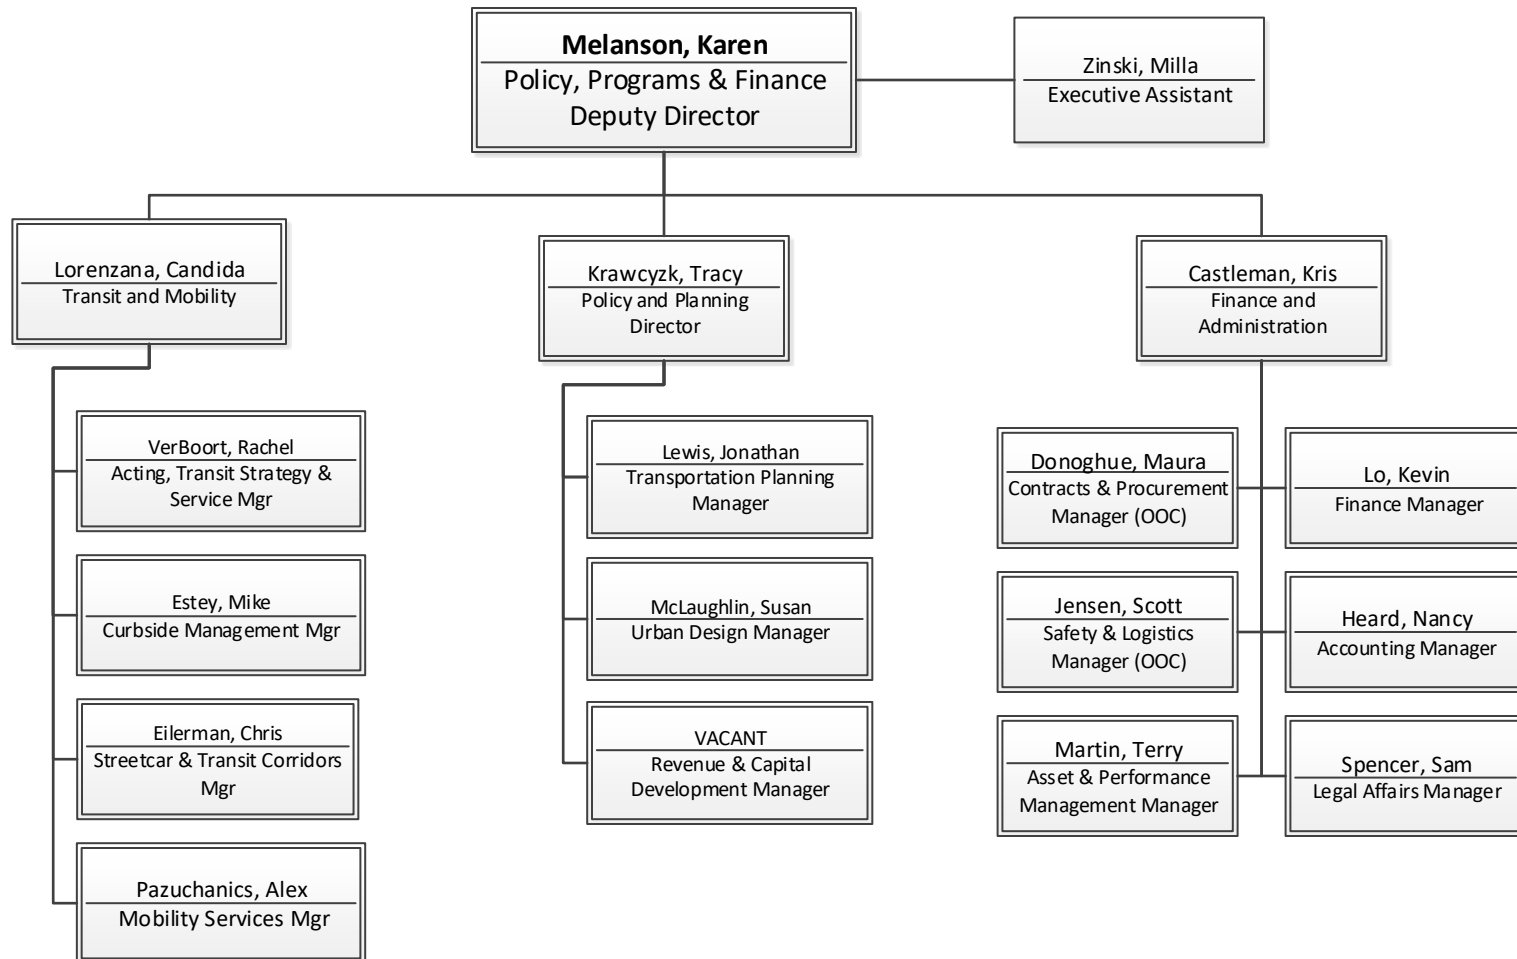 Melanson, Karen
Policy, Programs & Finance
Deputy Director
Zinski, Milla
Executive Assistant
Lorenzana, Candida
Transit and Mobility
Krawcyzk, Tracy
Policy and Planning
Director
Castleman, Kris
Finance and
Administration
VerBoort, Rachel
Acting, Transit Strategy &
Service Mgr
Estey, Mike
Curbside Management Mgr
Eilerman, Chris
Streetcar & Transit Corridors
Mgr
Pazuchanics, Alex
Mobility Services Mgr
Lewis, Jonathan
Transportation Planning
Manager
McLaughlin, Susan
Urban Design Manager
VACANT
Revenue & Capital
Development Manager
Donoghue, Maura
Contracts & Procurement
Manager (OOC)
Lo, Kevin
Finance Manager
Jensen, Scott
Safety & Logistics
Manager (OOC)
Heard, Nancy
Accounting Manager
Martin, Terry
Asset & Performance
Management Manager
Spencer, Sam
Legal Affairs Manager